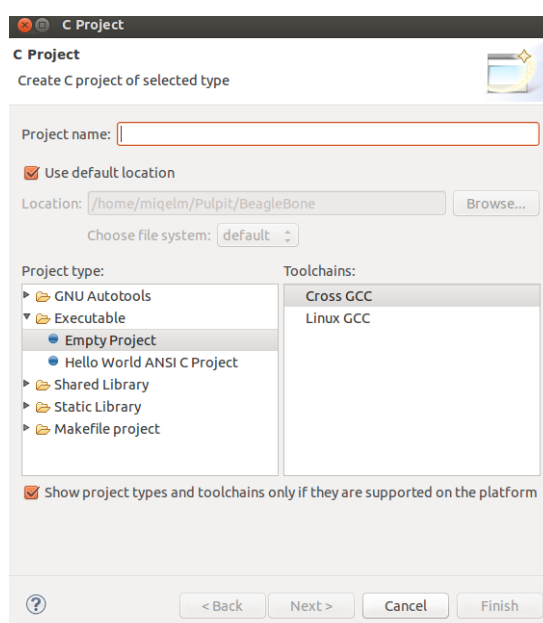 C Project
C Project
Create C project of selected type
Project name:
Use default location
Location: /home/miqelm/Pulpit/BeagleBone Browse...
Choose file system: default
Project type: Toolchains:
GNU Autotools Cross GCC
Executable Linux GCC
Empty Project
Hello World ANSI C Project
Shared Library
Static Library
Makefile project
Show project types and toolchains only if they are supported on the platform
? < Back Next > Cancel Finish